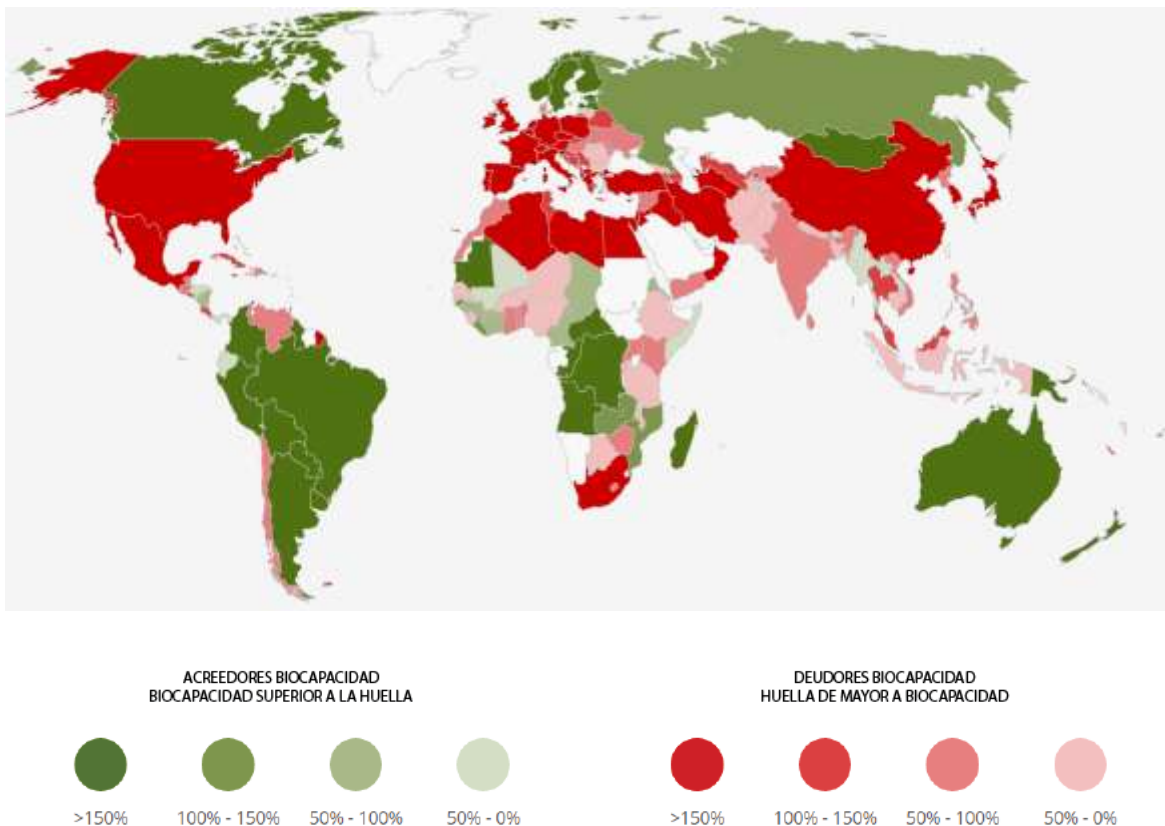 ACREEDORES BIOCAPACIDAD
BIOCAPACIDAD SUPERIOR A LA HUELLA
>150%
100% - 150%
50% - 100%
50% - 0%
DEUDORES BIOCAPACIDAD
HUELLA DE MAYOR A BIOCAPACIDAD
>150%
100% - 150%
50% - 100%
50% - 0%